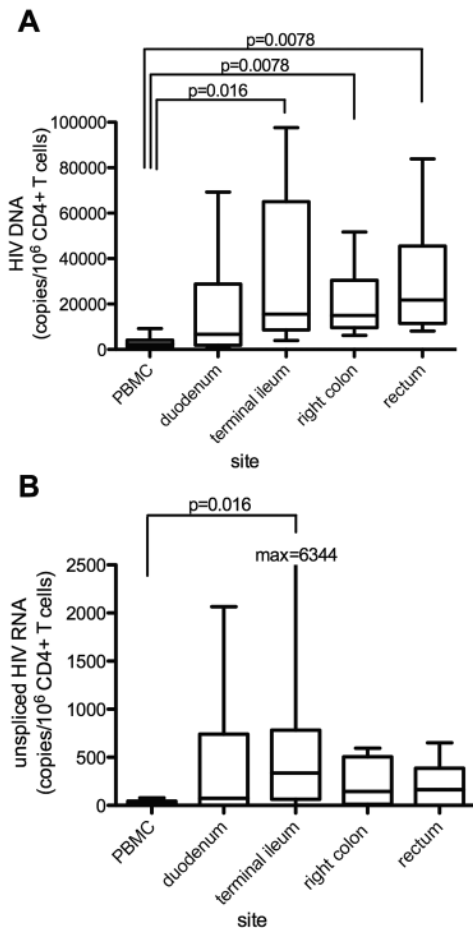 A
p=0.0078
p=0.0078
p=0.016
HIV DNA
(copies/10⁶ CD4+ T cells)
100000
80000
60000
40000
20000
0
PBMC
duodenum
terminal ileum
right colon
rectum
site
B
p=0.016
max=6344
unspliced HIV RNA
(copies/10⁶ CD4+ T cells)
2500
2000
1500
1000
500
0
PBMC
duodenum
terminal ileum
right colon
rectum
site